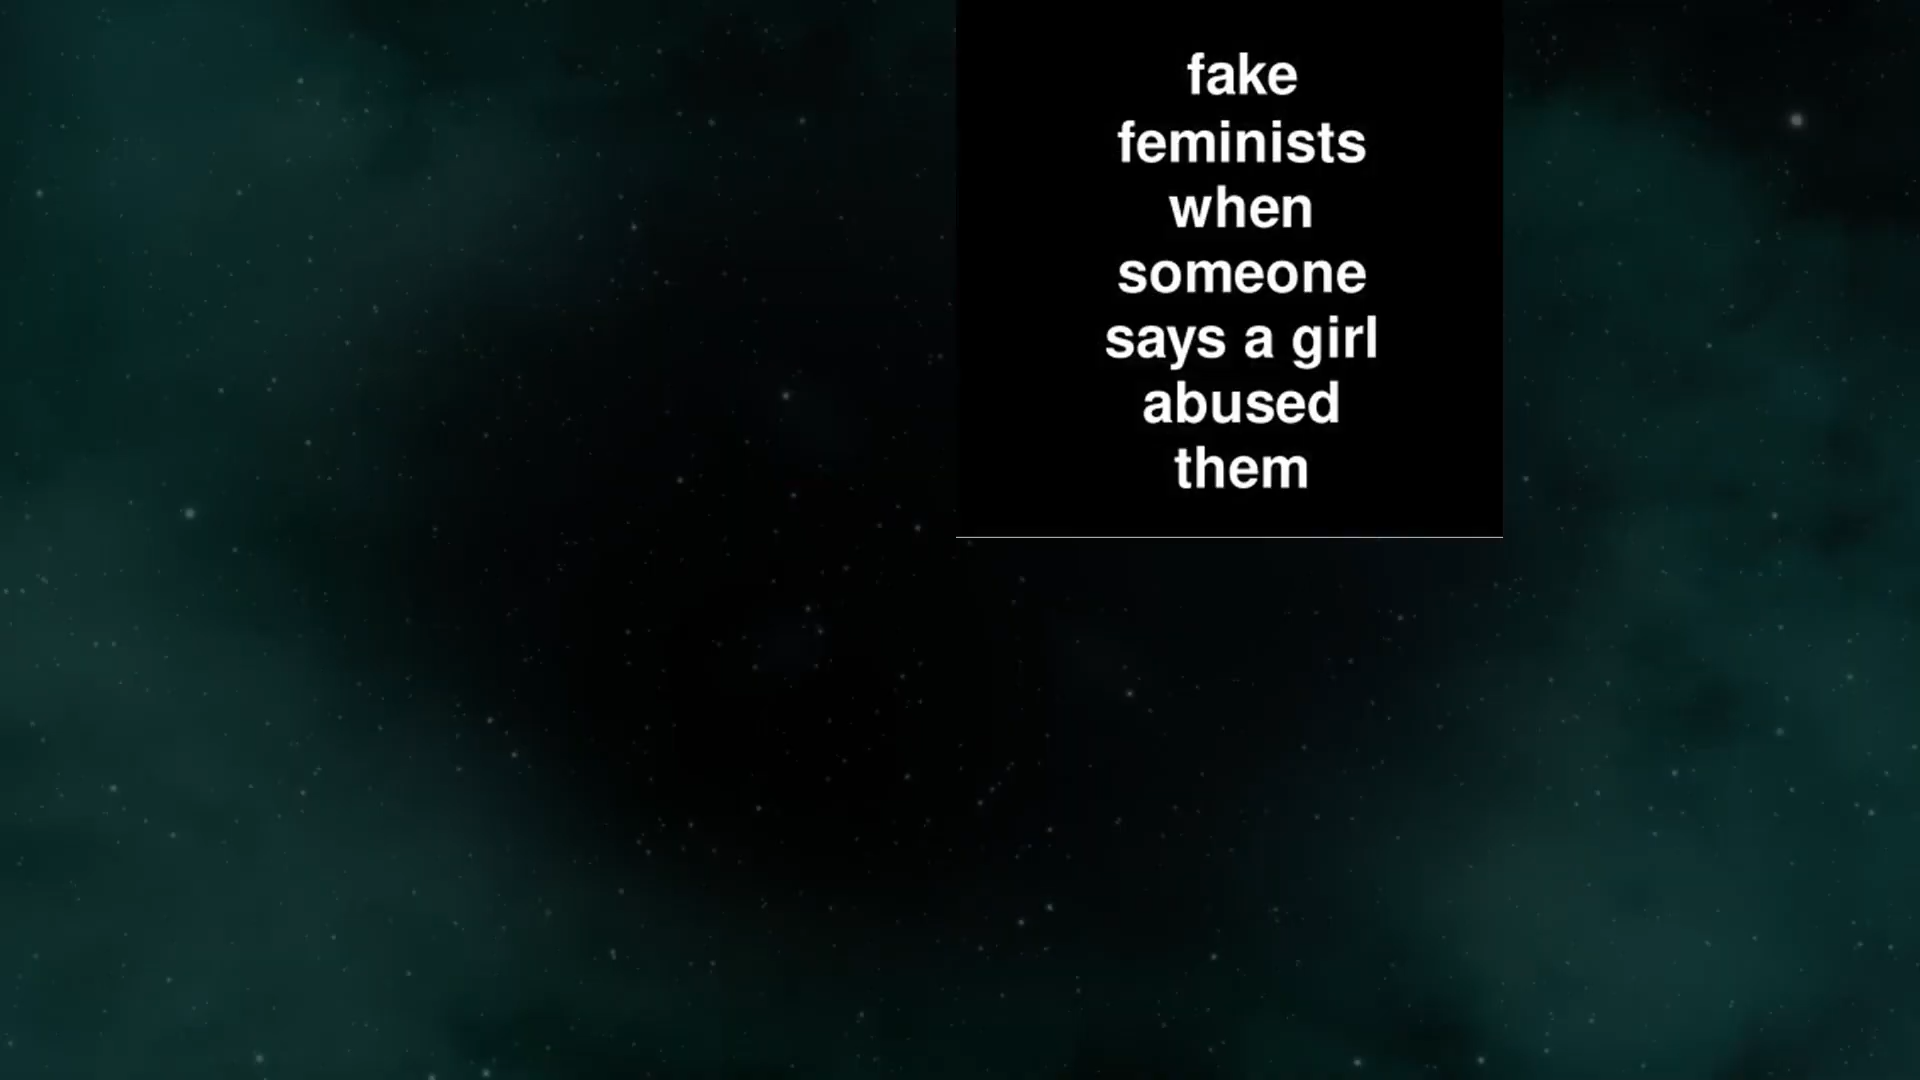 fake
feminists
when
someone
says a girl
abused
them